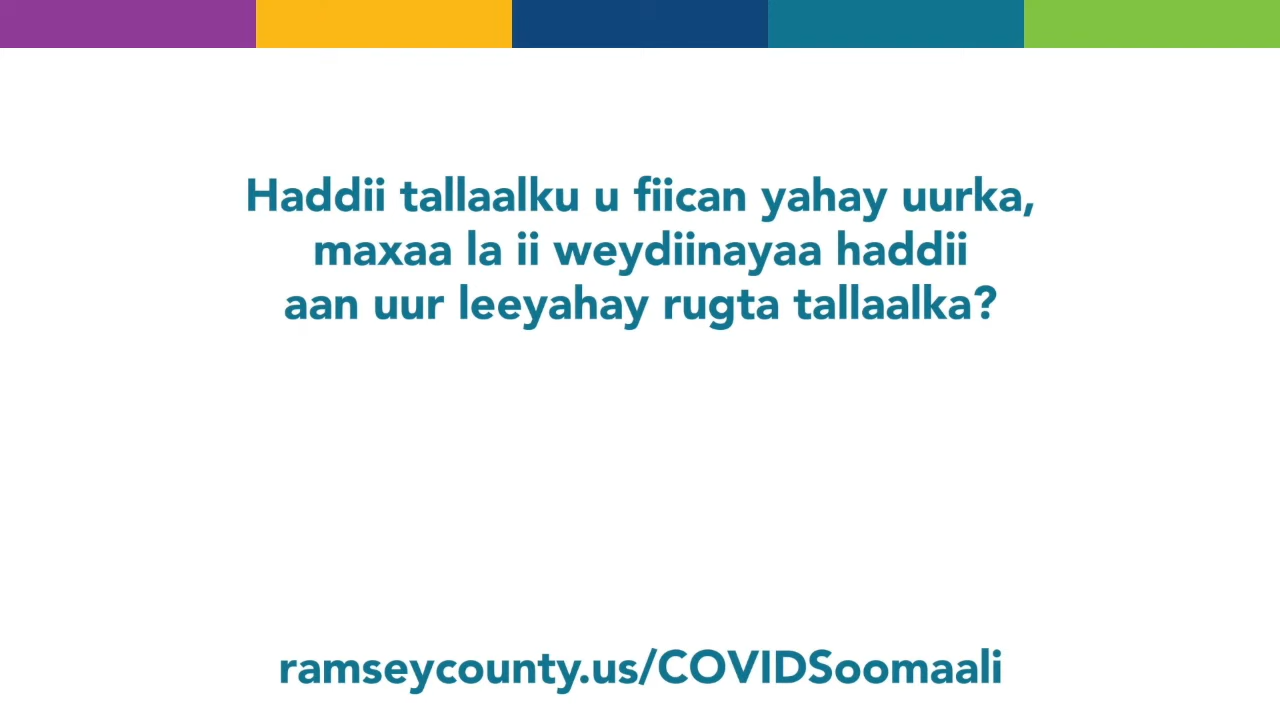 Haddii tallaalku u fiican yahay uurka,
maxaa la ii weydiinayaa haddii
aan uur leeyahay rugta tallaalka?
ramseycounty.us/COVIDSoomaali